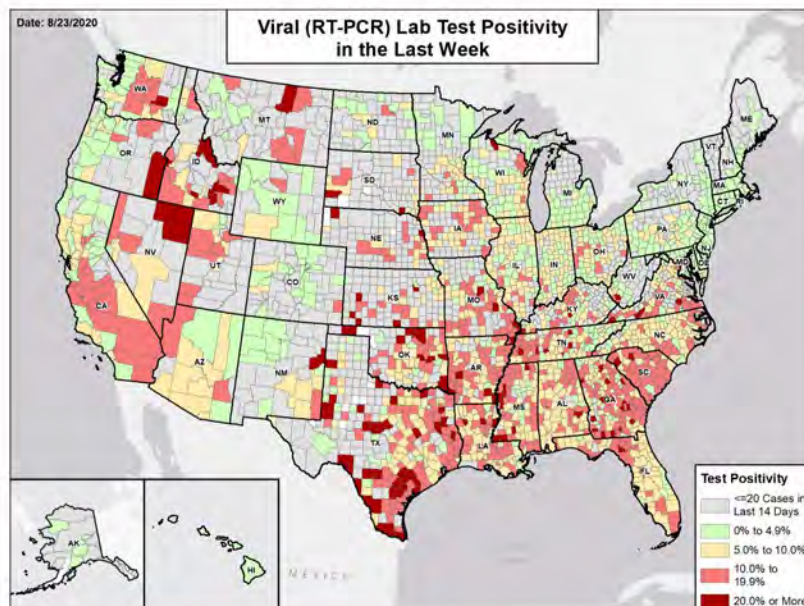 Date: 8/23/2020
Viral (RT-PCR) Lab Test Positivity
in the Last Week
WA
MT
ND
MN
ME
OR
ID
SD
WI
VT
NH
WY
MI
NY
MA
CT
RI
NE
IA
PA
NJ
NV
UT
CO
IL
IN
OH
MD
DE
CA
KS
MO
WV
VA
KY
AZ
NM
OK
AR
TN
NC
SC
TX
LA
MS
AL
GA
FL
AK
HI
MEXICO
Test Positivity
<=20 Cases in
Last 14 Days
0% to 4.9%
5.0% to 10.0%
10.0% to
19.9%
20.0% or More